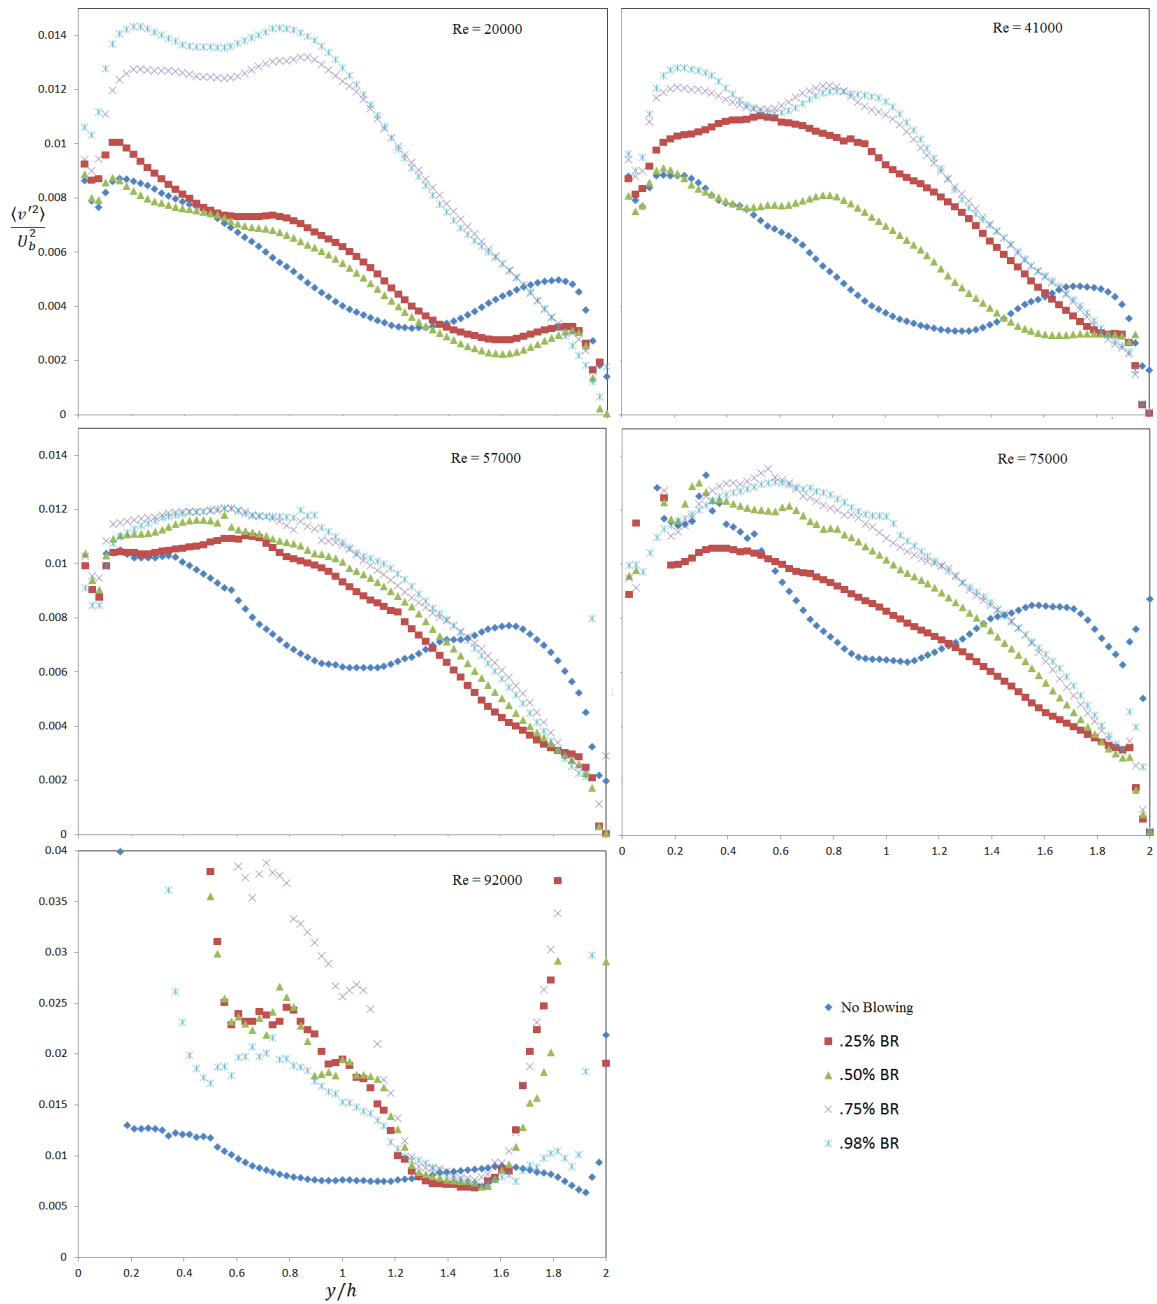 Re = 20000
0.014
0.012
0.01
0.008
⟨v′²⟩
U_b²
0.006
0.004
0.002
0
Re = 41000
Re = 57000
0.014
0.012
0.01
0.008
0.006
0.004
0.002
0
Re = 75000
0 0.2 0.4 0.6 0.8 1 1.2 1.4 1.6 1.8 2
Re = 92000
0.04
0.035
0.03
0.025
0.02
0.015
0.01
0.005
0
0 0.2 0.4 0.6 0.8 1 1.2 1.4 1.6 1.8 2
y/h
No Blowing
.25% BR
.50% BR
.75% BR
.98% BR